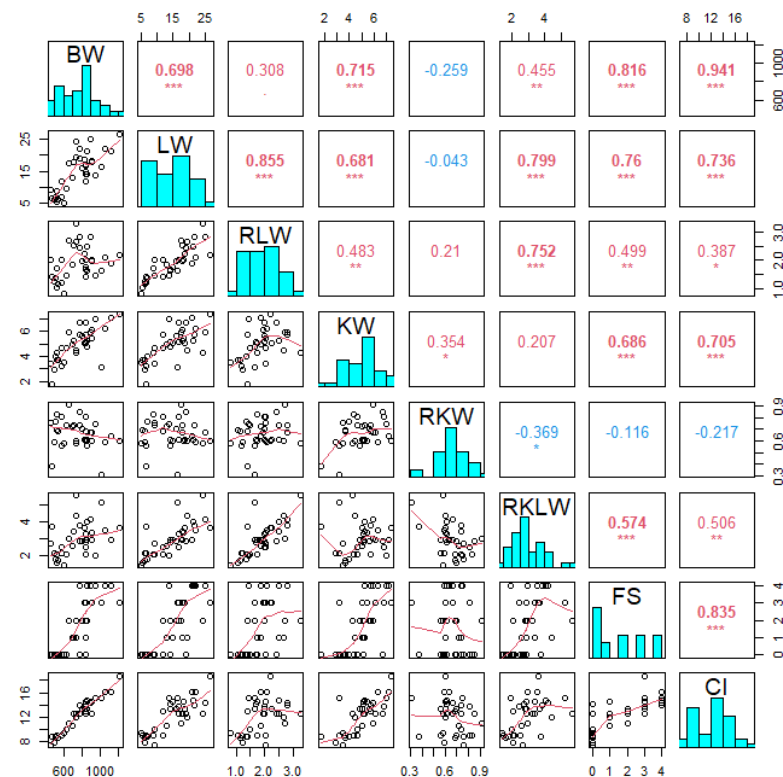 5 15 25 2 4 6 2 4 8 12 16
BW 0.698 0.308 0.715 -0.259 0.455 0.816 0.941
*** . *** ** *** ***
600 1000
LW 0.855 0.681 -0.043 0.799 0.76 0.736
*** *** *** *** ***
5 15 25
RLW 0.483 0.21 0.752 0.499 0.387
** *** ** *
1.0 2.0 3.0
KW 0.354 0.207 0.686 0.705
* *** ***
2 4 6
RKW -0.369 -0.116 -0.217
*
0.3 0.6 0.9
RKLW 0.574 0.506
*** **
2 4
FS 0.835
***
0 1 2 3 4
CI
8 12 16
600 1000 1.0 2.0 3.0 0.3 0.5 0.7 0.9 0 1 2 3 4